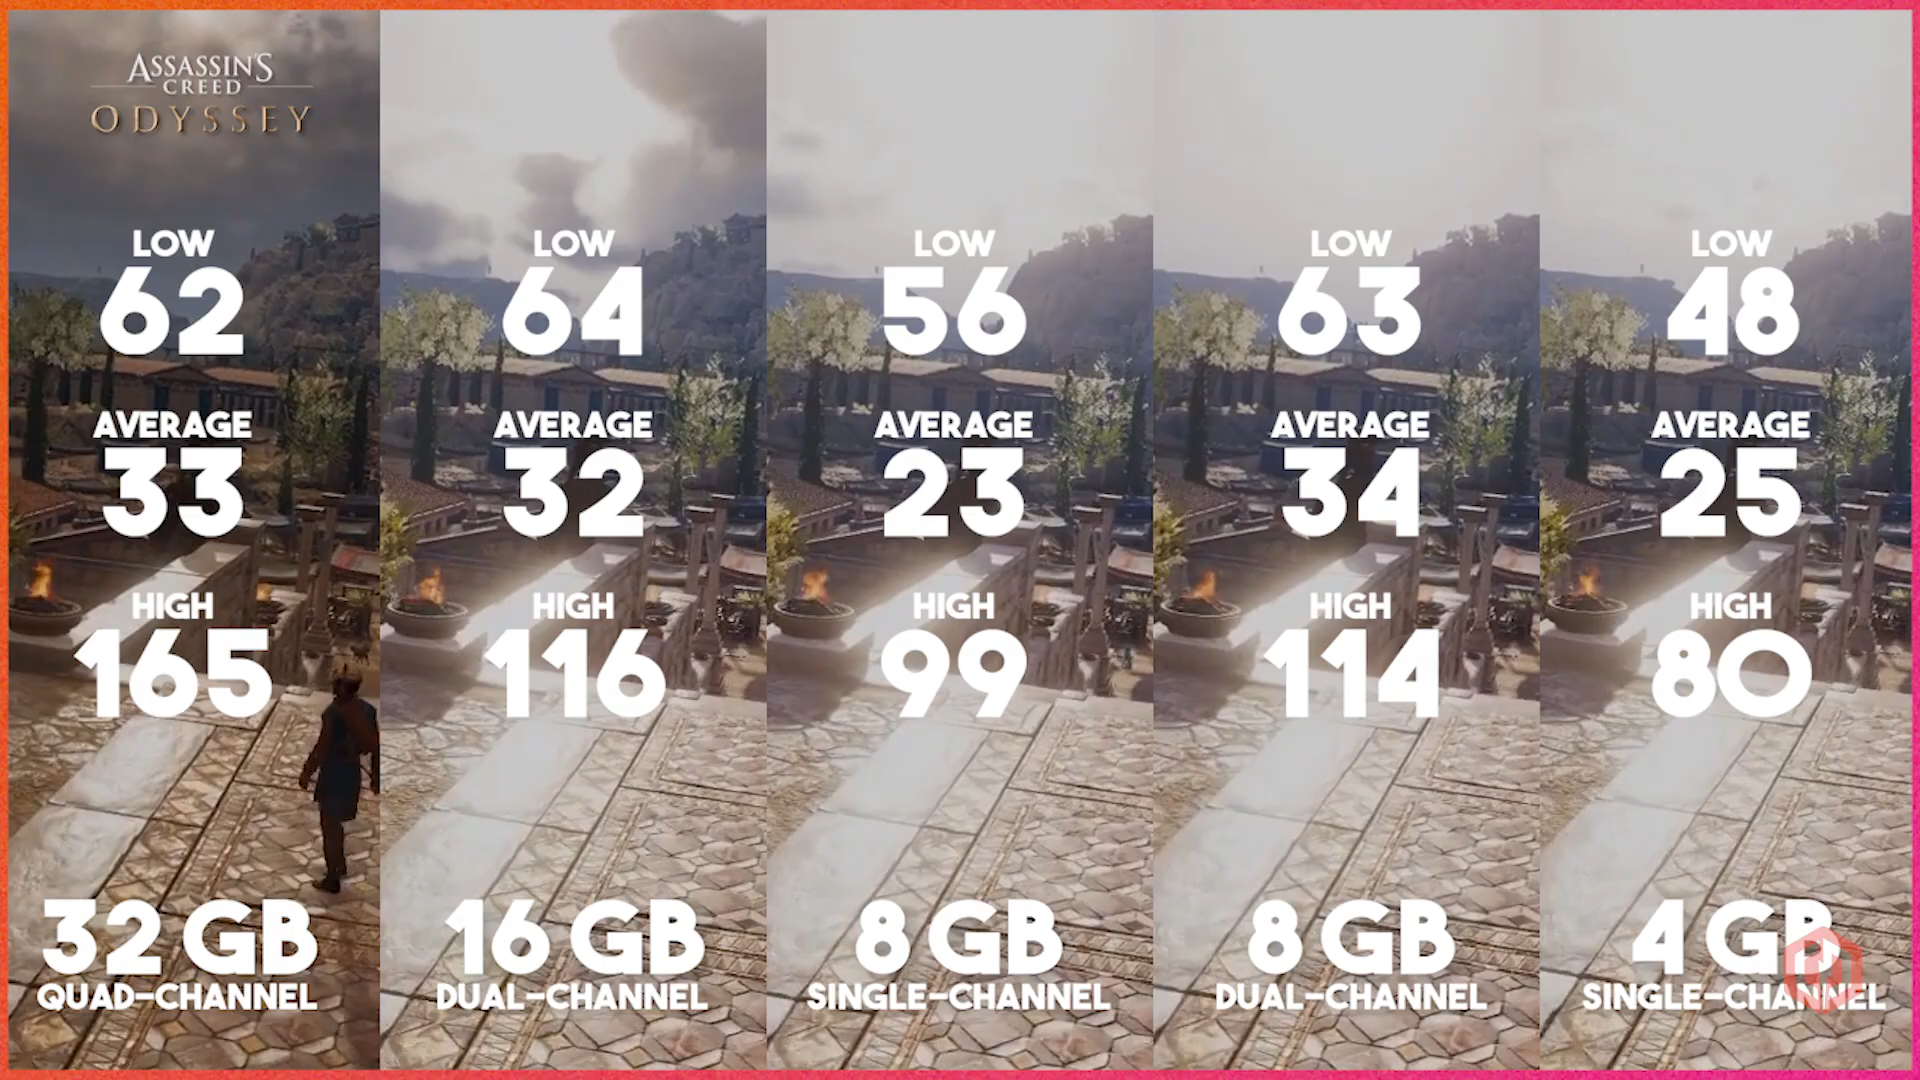 ASSASSIN'S
CREED
ODYSSEY
LOW
62
AVERAGE
33
HIGH
165
32 GB
QUAD-CHANNEL
LOW
64
AVERAGE
32
HIGH
116
16 GB
DUAL-CHANNEL
LOW
56
AVERAGE
23
HIGH
99
8 GB
SINGLE-CHANNEL
LOW
63
AVERAGE
34
HIGH
114
8 GB
DUAL-CHANNEL
LOW
48
AVERAGE
25
HIGH
80
4 GB
SINGLE-CHANNEL